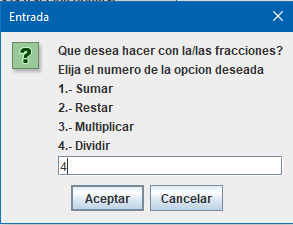 Entrada
Que desea hacer con la/las fracciones?
Elija el numero de la opcion deseada
1.- Sumar
2.- Restar
3.- Multiplicar
4.- Dividir
4
Aceptar Cancelar